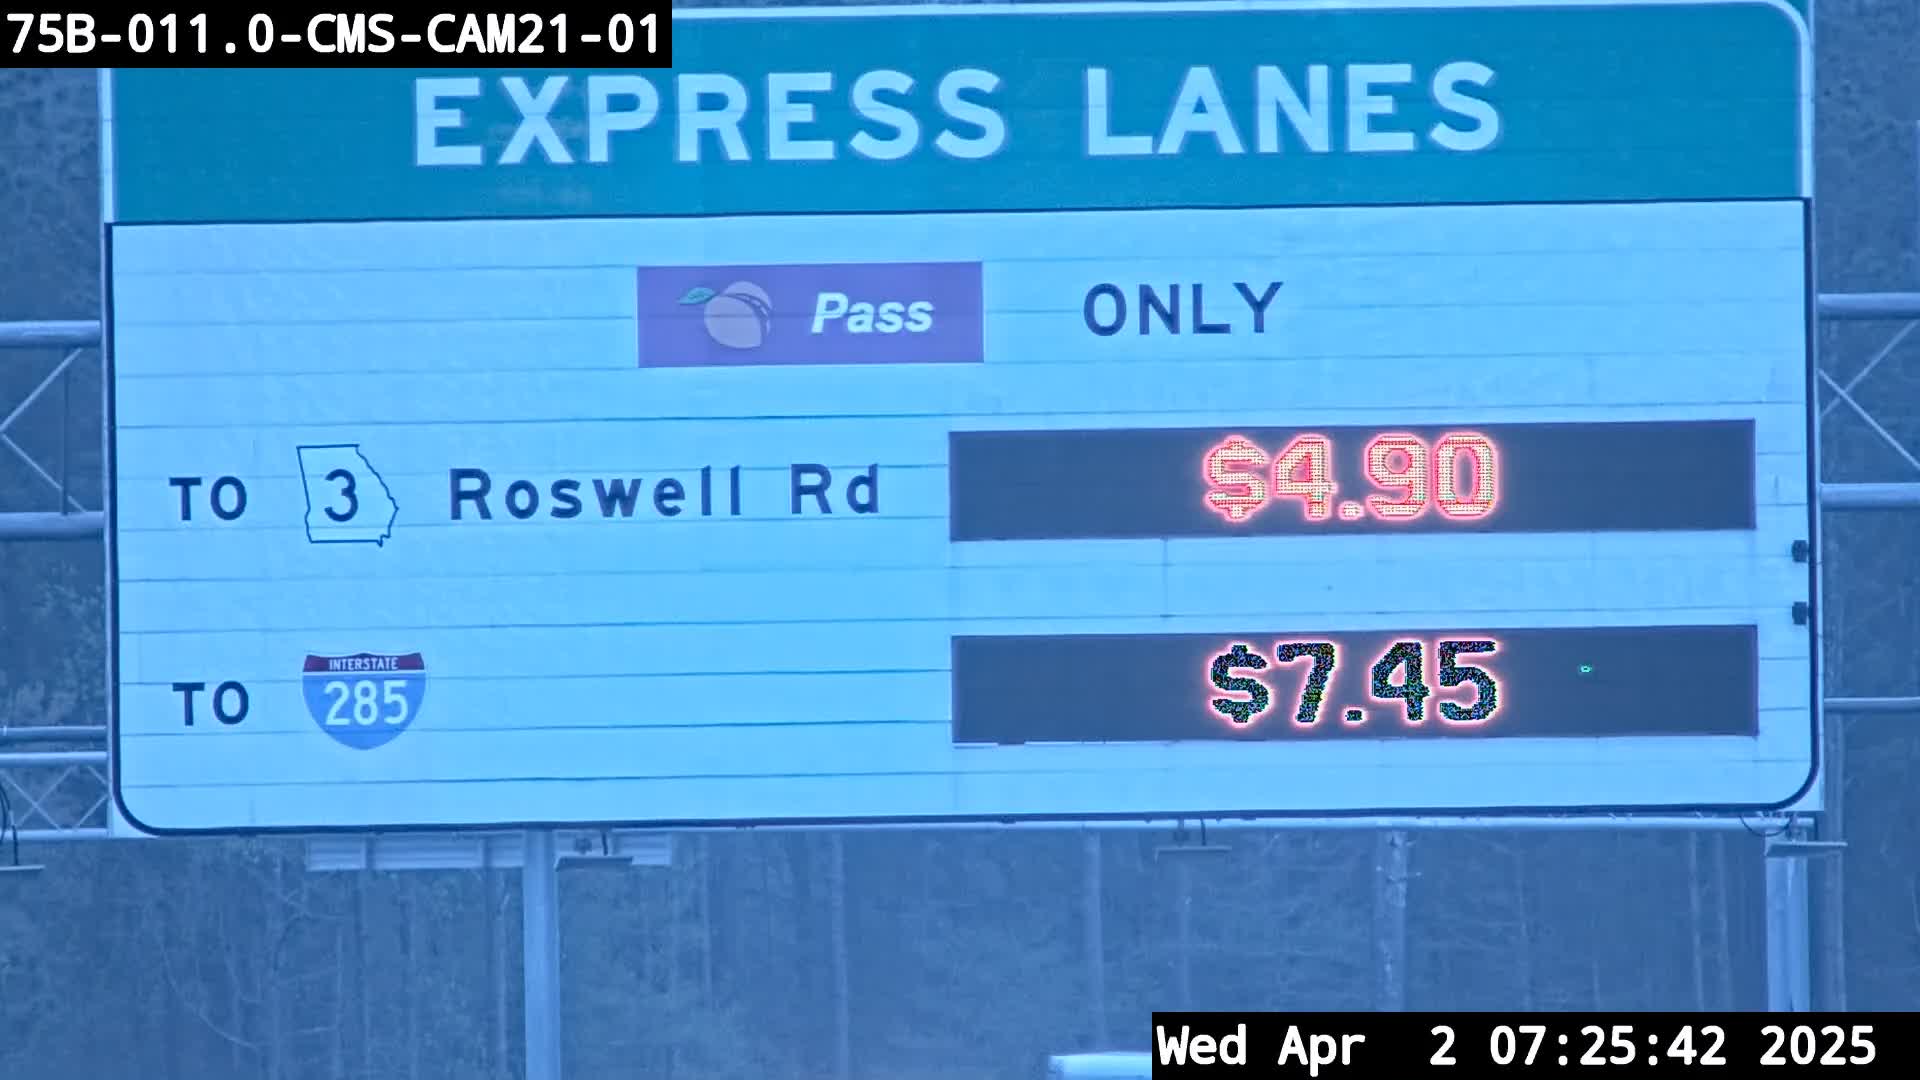 75B-011.0-CMS-CAM21-01
EXPRESS LANES
Pass ONLY
TO 3 Roswell Rd $4.90
TO INTERSTATE 285 $7.45
Wed Apr 2 07:25:42 2025